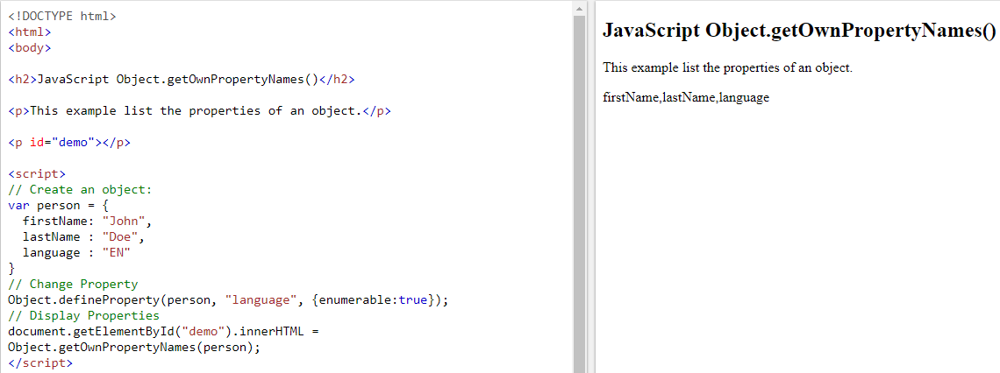 <!DOCTYPE html>
<html>
<body>
<h2>JavaScript Object.getOwnPropertyNames()</h2>
<p>This example list the properties of an object.</p>
<p id="demo"></p>
<script>
// Create an object:
var person = {
  firstName: "John",
  lastName : "Doe",
  language : "EN"
}
// Change Property
Object.defineProperty(person, "language", {enumerable:true});
// Display Properties
document.getElementById("demo").innerHTML =
Object.getOwnPropertyNames(person);
</script>
JavaScript Object.getOwnPropertyNames()
This example list the properties of an object.
firstName,lastName,language